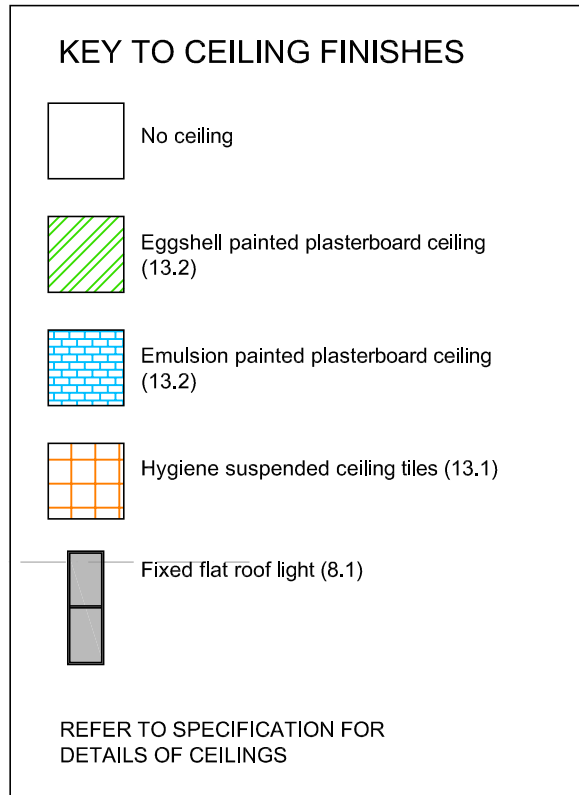 KEY TO CEILING FINISHES
No ceiling
Eggshell painted plasterboard ceiling
(13.2)
Emulsion painted plasterboard ceiling
(13.2)
Hygiene suspended ceiling tiles (13.1)
Fixed flat roof light (8.1)
REFER TO SPECIFICATION FOR
DETAILS OF CEILINGS